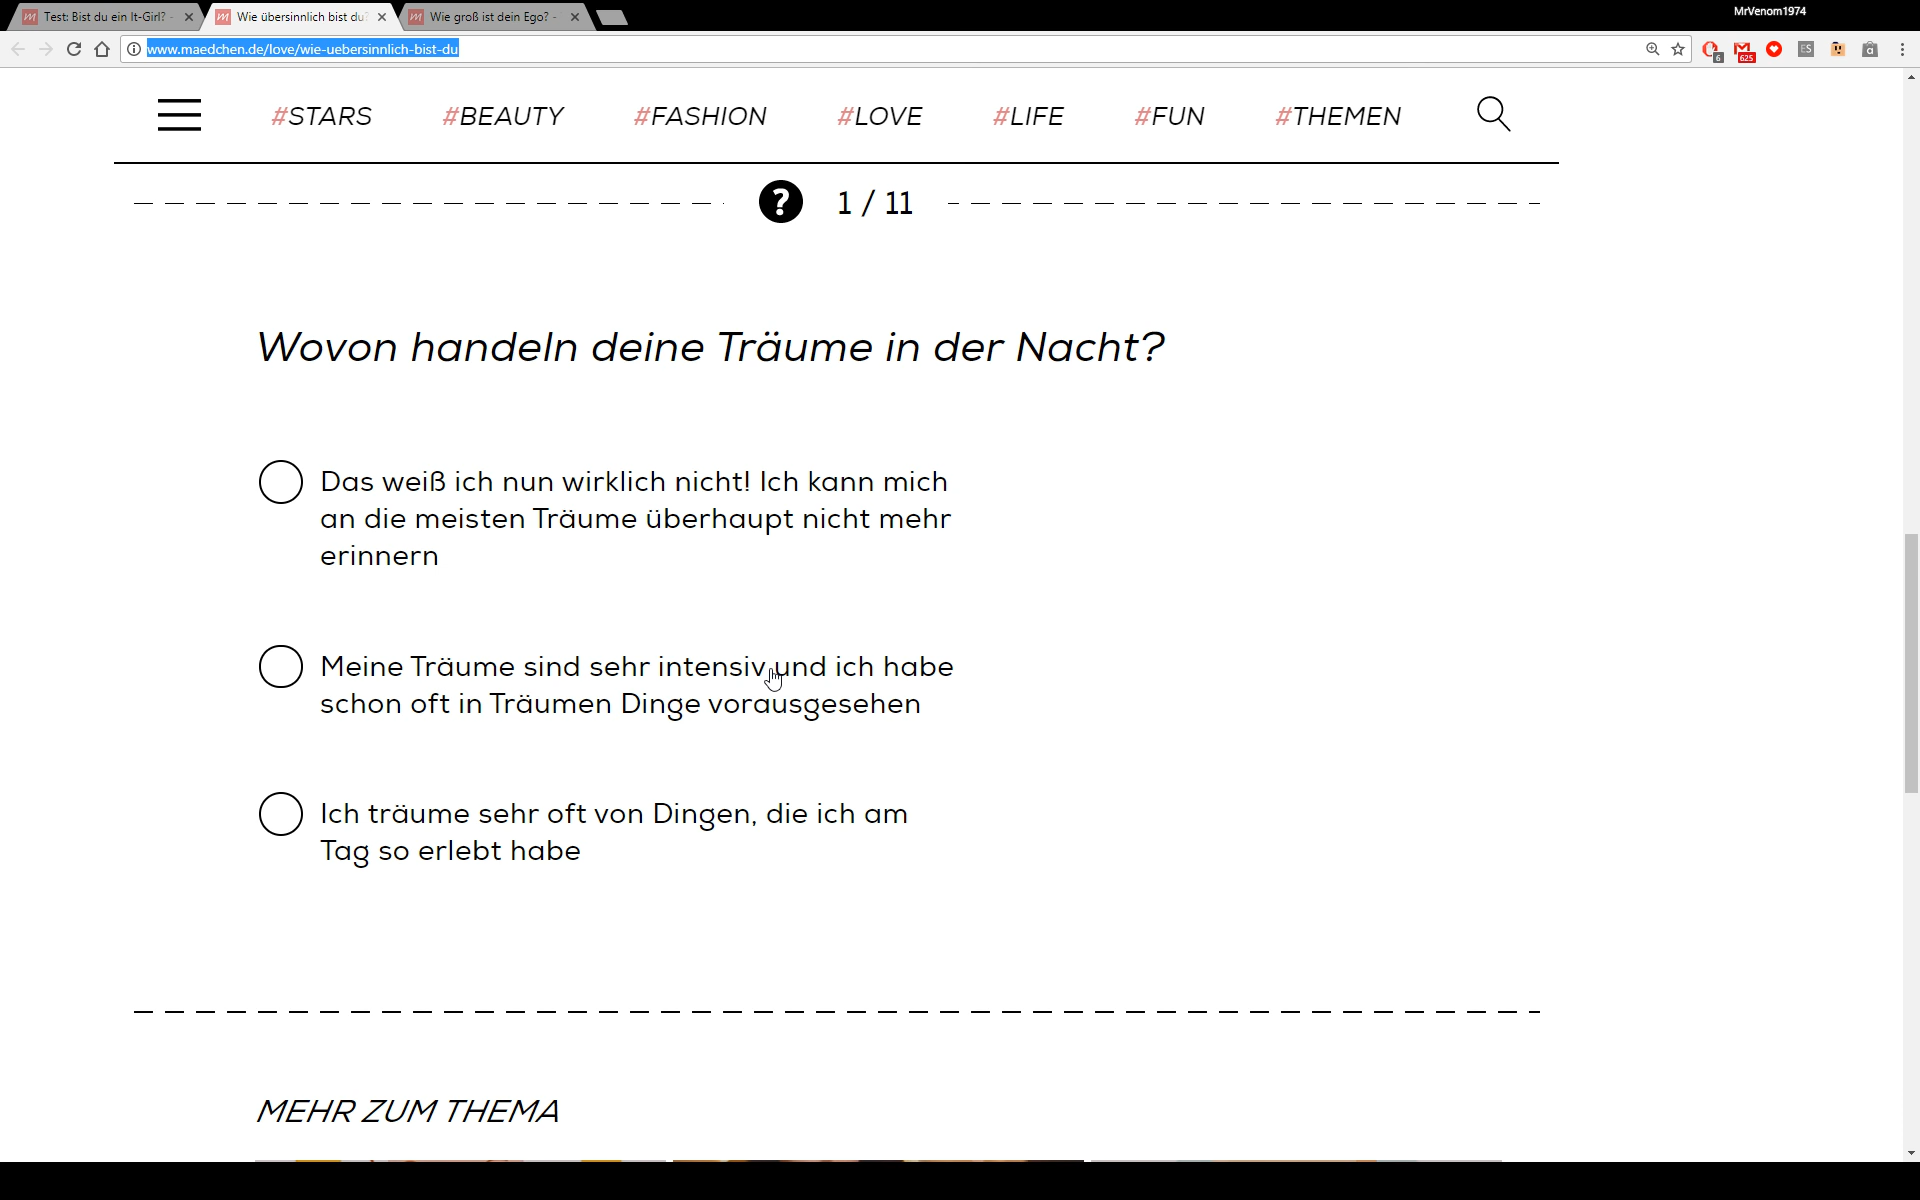 MrVenom1974
Test: Bist du ein It-Girl? -
Wie übersinnlich bist du?
Wie groß ist dein Ego? -
www.maedchen.de/love/wie-uebersinnlich-bist-du
6
625
ES
#STARS #BEAUTY #FASHION #LOVE #LIFE #FUN #THEMEN
? 1 / 11
Wovon handeln deine Träume in der Nacht?
Das weiß ich nun wirklich nicht! Ich kann mich
an die meisten Träume überhaupt nicht mehr
erinnern
Meine Träume sind sehr intensiv und ich habe
schon oft in Träumen Dinge vorausgesehen
Ich träume sehr oft von Dingen, die ich am
Tag so erlebt habe
MEHR ZUM THEMA